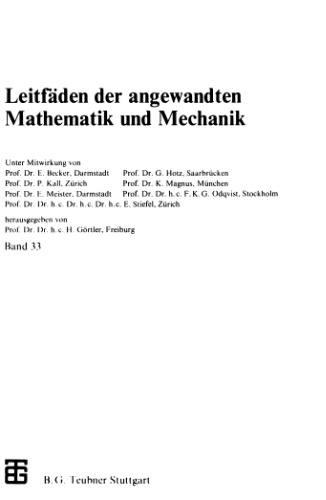 Leitfäden der angewandten
Mathematik und Mechanik
Unter Mitwirkung von
Prof. Dr. E. Becker, Darmstadt Prof. Dr. G. Hotz, Saarbrücken
Prof. Dr. P. Kall, Zürich Prof. Dr. K. Magnus, München
Prof. Dr. E. Meister, Darmstadt Prof. Dr. Dr. h. c. F. K. G. Odqvist, Stockholm
Prof. Dr. Dr. h. c. Dr. h. c. Dr. h. c. E. Stiefel, Zürich
herausgegeben von
Prof. Dr. Dr. h. c. H. Görtler, Freiburg
Band 33
B. G. Teubner Stuttgart